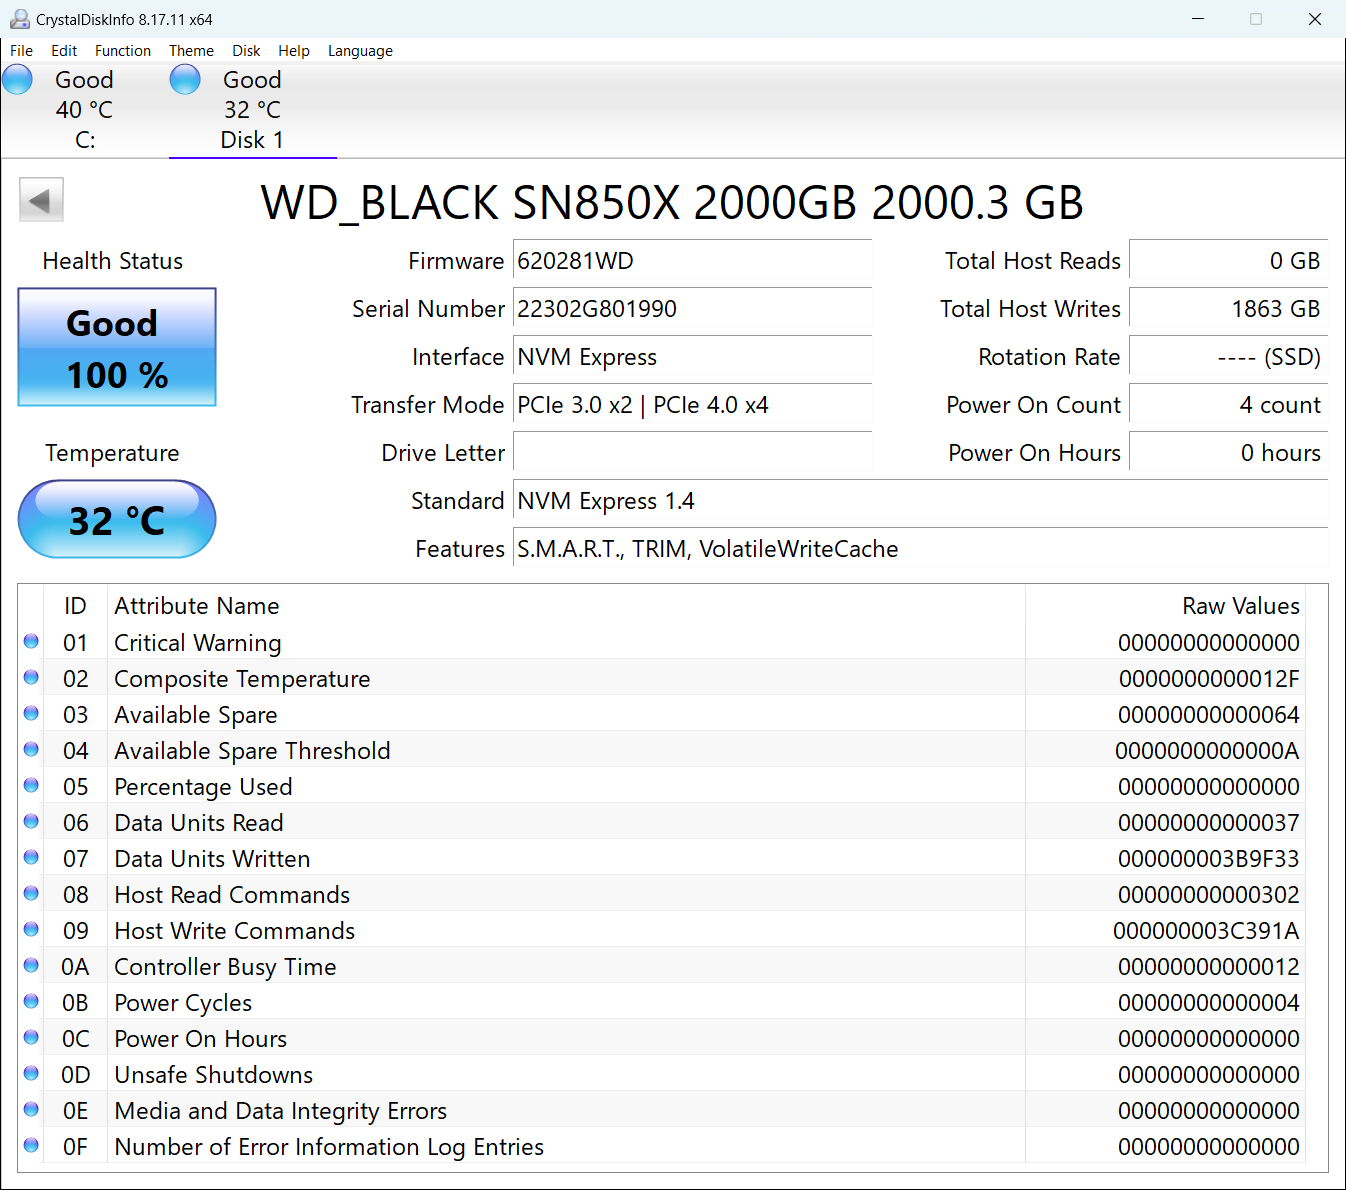 CrystalDiskInfo 8.17.11 x64
File Edit Function Theme Disk Help Language
Good Good
40 °C 32 °C
C: Disk 1
WD_BLACK SN850X 2000GB 2000.3 GB
Health Status
Good
100 %
Temperature
32 °C
Firmware 620281WD
Serial Number 22302G801990
Interface NVM Express
Transfer Mode PCIe 3.0 x2 | PCIe 4.0 x4
Drive Letter
Standard NVM Express 1.4
Features S.M.A.R.T., TRIM, VolatileWriteCache
Total Host Reads 0 GB
Total Host Writes 1863 GB
Rotation Rate ---- (SSD)
Power On Count 4 count
Power On Hours 0 hours
ID Attribute Name Raw Values
01 Critical Warning 00000000000000
02 Composite Temperature 0000000000012F
03 Available Spare 00000000000064
04 Available Spare Threshold 0000000000000A
05 Percentage Used 00000000000000
06 Data Units Read 00000000000037
07 Data Units Written 000000003B9F33
08 Host Read Commands 00000000000302
09 Host Write Commands 000000003C391A
0A Controller Busy Time 00000000000012
0B Power Cycles 00000000000004
0C Power On Hours 00000000000000
0D Unsafe Shutdowns 00000000000000
0E Media and Data Integrity Errors 00000000000000
0F Number of Error Information Log Entries 00000000000000